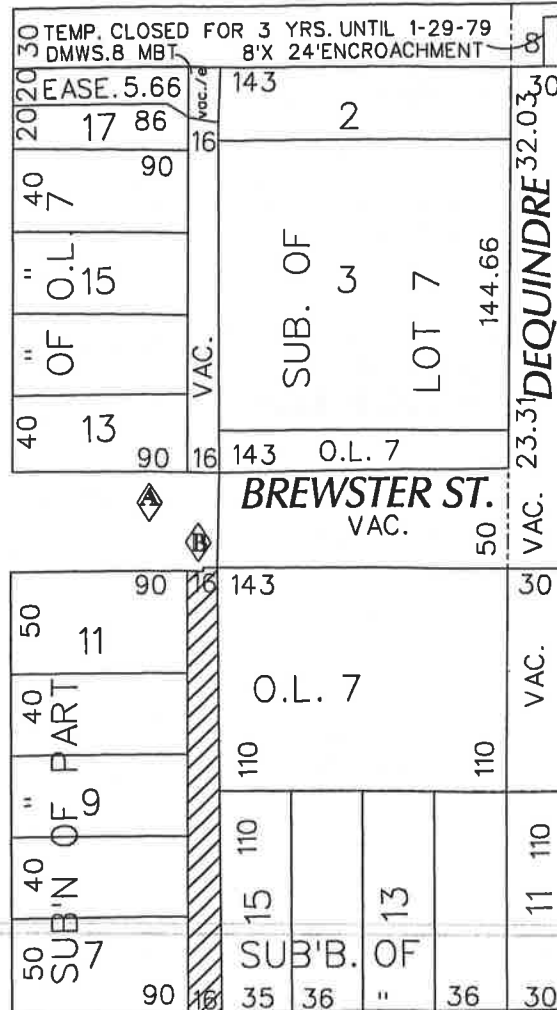 30 TEMP. CLOSED FOR 3 YRS. UNTIL 1-29-79
DMWS.8 MBT 8'X 24'ENCROACHMENT 8
20 EASE. 5.66 vac./e 143 30
20 17 86 16 2 32.03
90
40 7
" 15
"
OF O.L.
40 13
90 16
VAC.
SUB. OF
3
LOT 7
144.66
DEQUINDRE
23.31
143 O.L. 7
A
B
BREWSTER ST.
VAC.
50
VAC.
90 16 143 30
50 11
40
" 9
40
50 7
SUB'N OF PART
O.L. 7
VAC.
110 110
110 110
15 13 11
SUB'B. OF
90 16 35 36 " 36 30